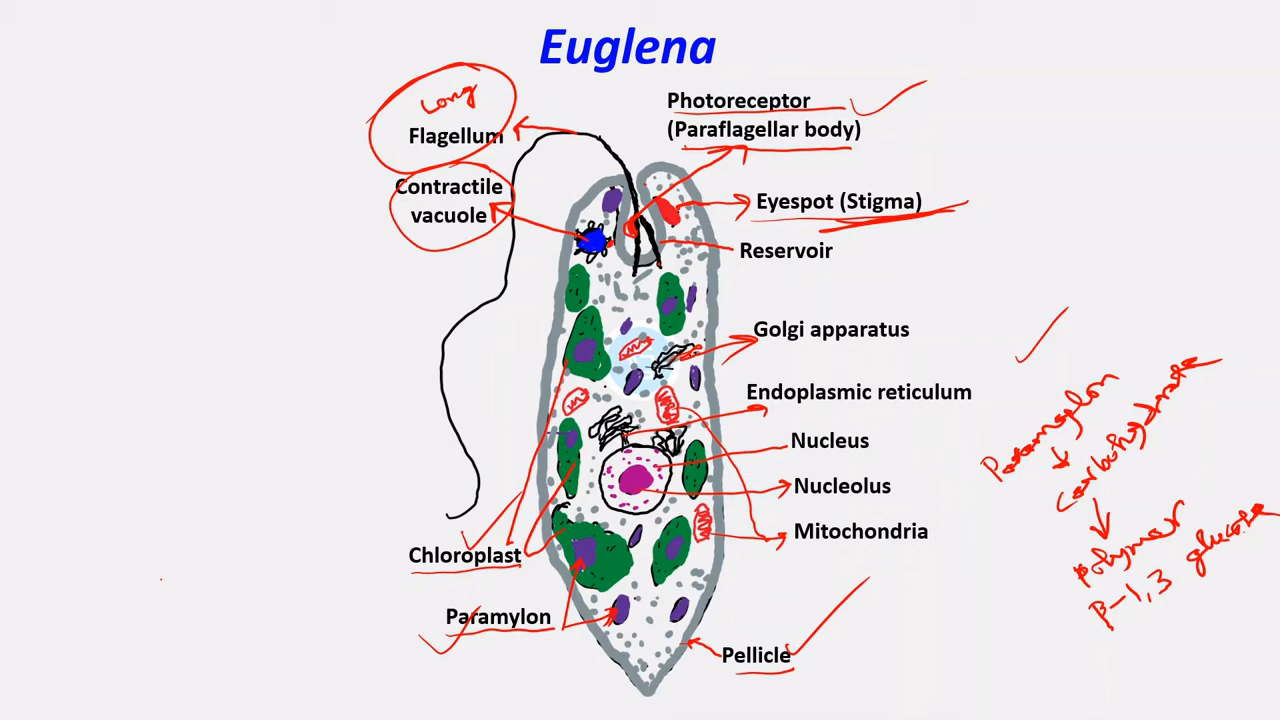 Euglena
Long
Flagellum
Contractile
vacuole
Photoreceptor
(Paraflagellar body)
Eyespot (Stigma)
Reservoir
Golgi apparatus
Endoplasmic reticulum
Nucleus
Nucleolus
Mitochondria
Chloroplast
Paramylon
Pellicle
Paramylon
Carbohydrate
polymer
β-1,3 glucose